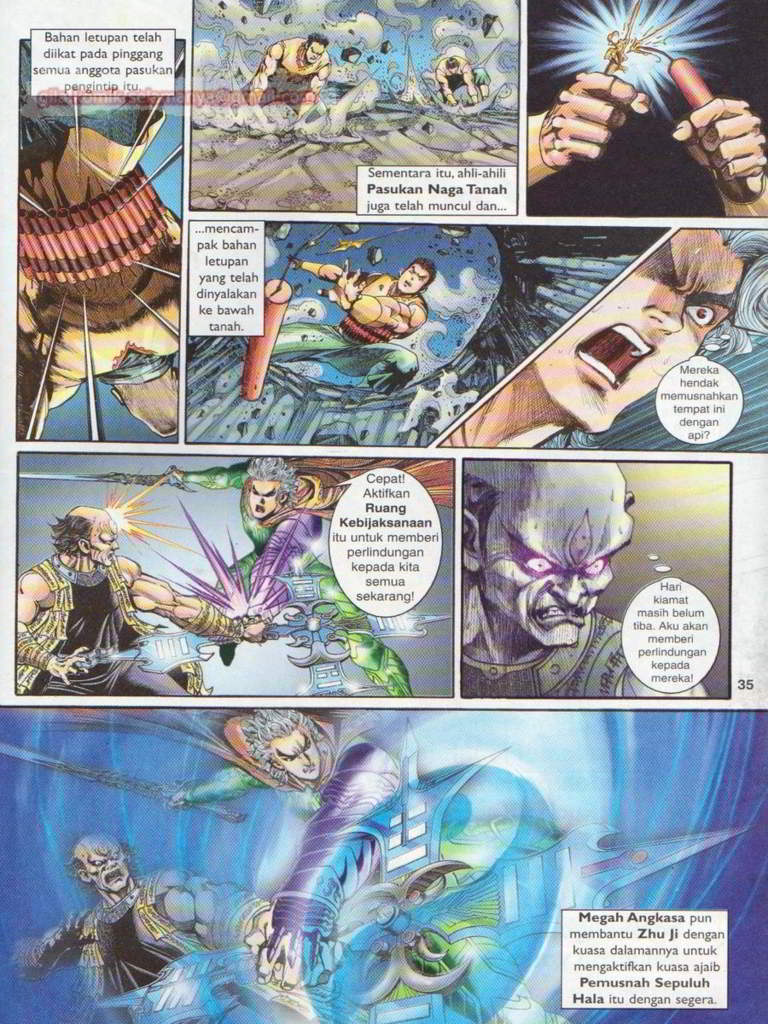 Bahan letupan telah
diikat pada pinggang
semua anggota pasukan
pengintip itu.
Sementara itu, ahli-ahili
Pasukan Naga Tanah
juga telah muncul dan...
...mencam-
pak bahan
letupan
yang telah
dinyalakan
ke bawah
tanah.
Mereka
hendak
memusnahkan
tempat ini
dengan
api?
Cepat!
Aktifkan
Ruang
Kebijaksanaan
itu untuk memberi
perlindungan
kepada kita
semua
sekarang!
Hari
kiamat
masih belum
tiba. Aku akan
memberi
perlindungan
kepada
mereka!
35
Megah Angkasa pun
membantu Zhu Ji dengan
kuasa dalamannya untuk
mengaktifkan kuasa ajaib
Pemusnah Sepuluh
Hala itu dengan segera.